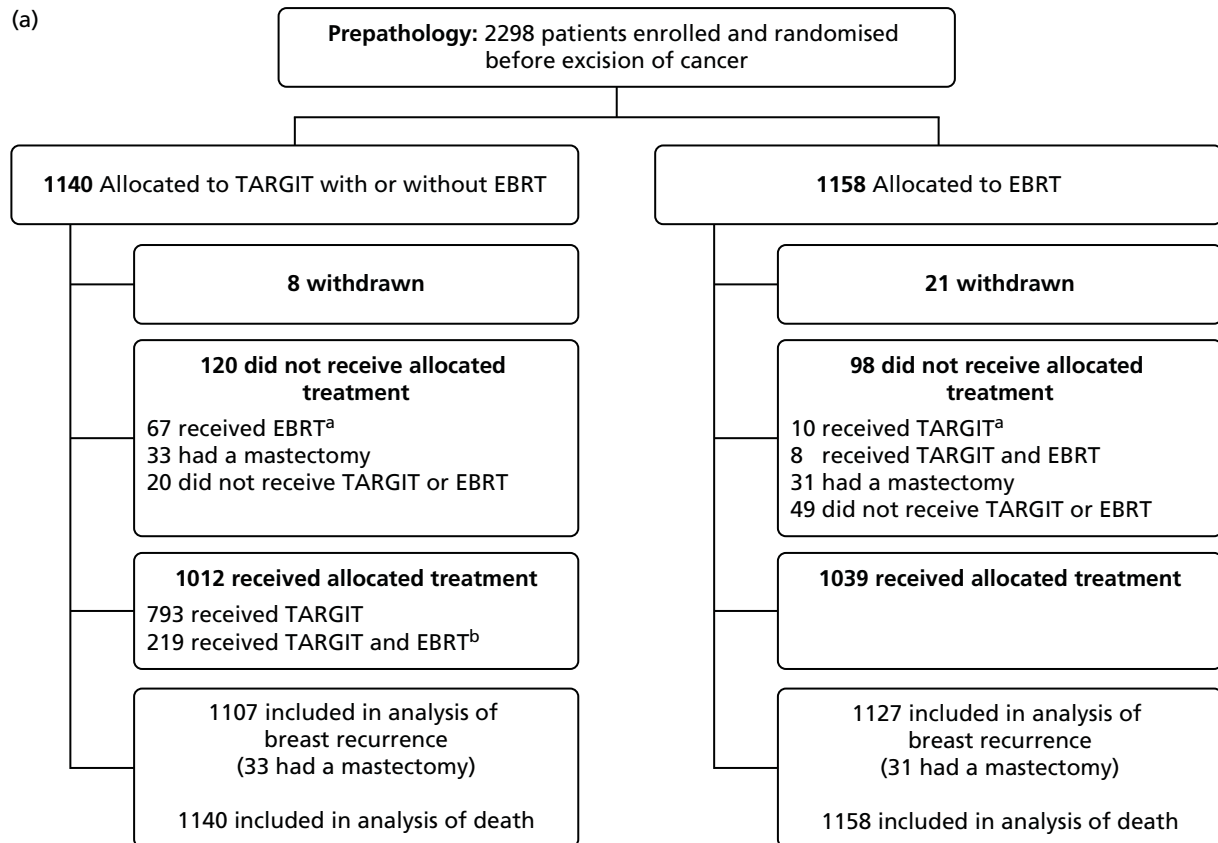 (a)
Prepathology: 2298 patients enrolled and randomised
before excision of cancer
1140 Allocated to TARGIT with or without EBRT
8 withdrawn
120 did not receive allocated
treatment
67 received EBRTa
33 had a mastectomy
20 did not receive TARGIT or EBRT
1012 received allocated treatment
793 received TARGIT
219 received TARGIT and EBRTb
1107 included in analysis of
breast recurrence
(33 had a mastectomy)
1140 included in analysis of death
1158 Allocated to EBRT
21 withdrawn
98 did not receive allocated
treatment
10 received TARGITa
8 received TARGIT and EBRT
31 had a mastectomy
49 did not receive TARGIT or EBRT
1039 received allocated treatment
1127 included in analysis of
breast recurrence
(31 had a mastectomy)
1158 included in analysis of death